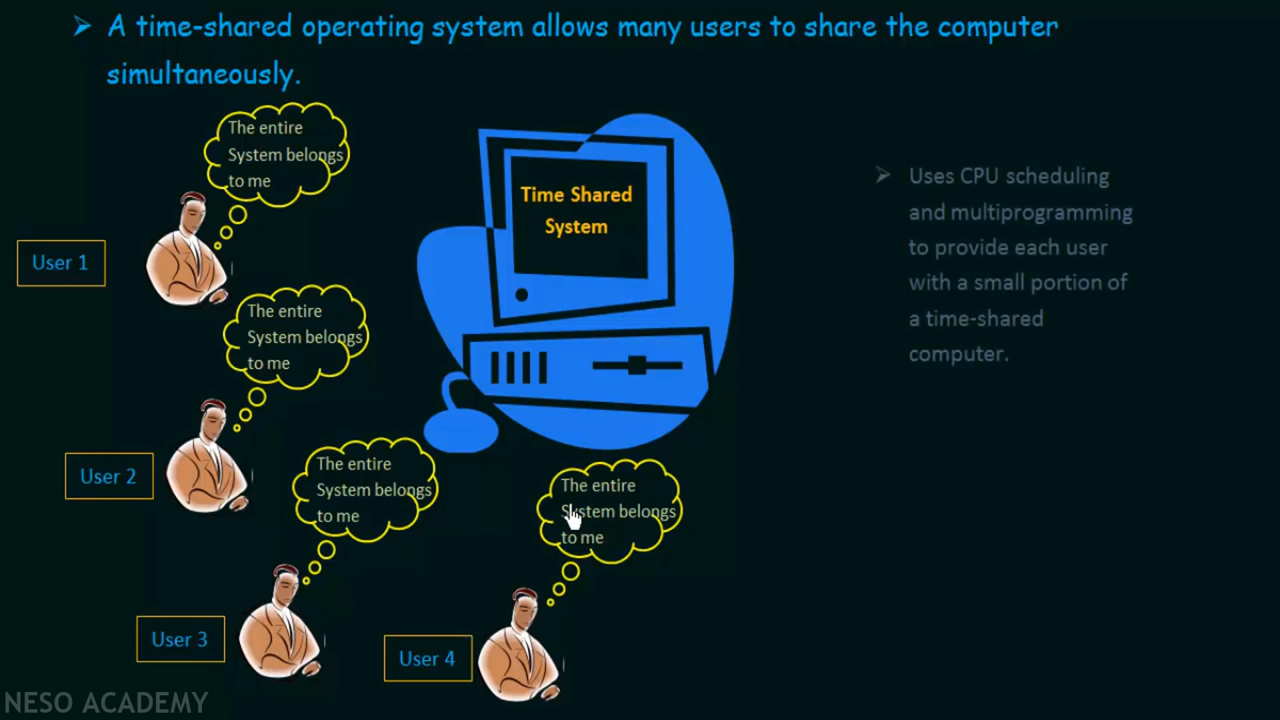 ➢ A time-shared operating system allows many users to share the computer
simultaneously.
The entire
System belongs
to me
User 1
The entire
System belongs
to me
User 2
The entire
System belongs
to me
User 3
The entire
System belongs
to me
User 4
Time Shared
System
➢ Uses CPU scheduling
and multiprogramming
to provide each user
with a small portion of
a time-shared
computer.
NESO ACADEMY